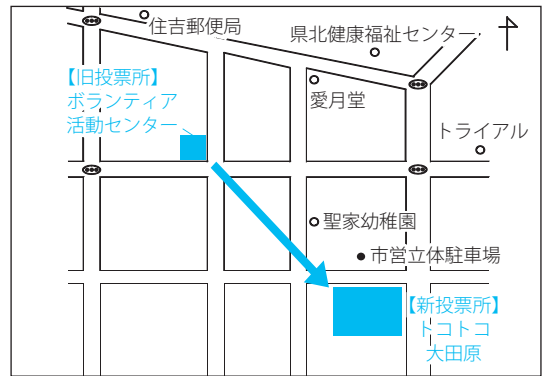 住吉郵便局
県北健康福祉センター
【旧投票所】
ボランティア
活動センター
愛月堂
トライアル
聖家幼稚園
市営立体駐車場
【新投票所】
トコトコ
大田原